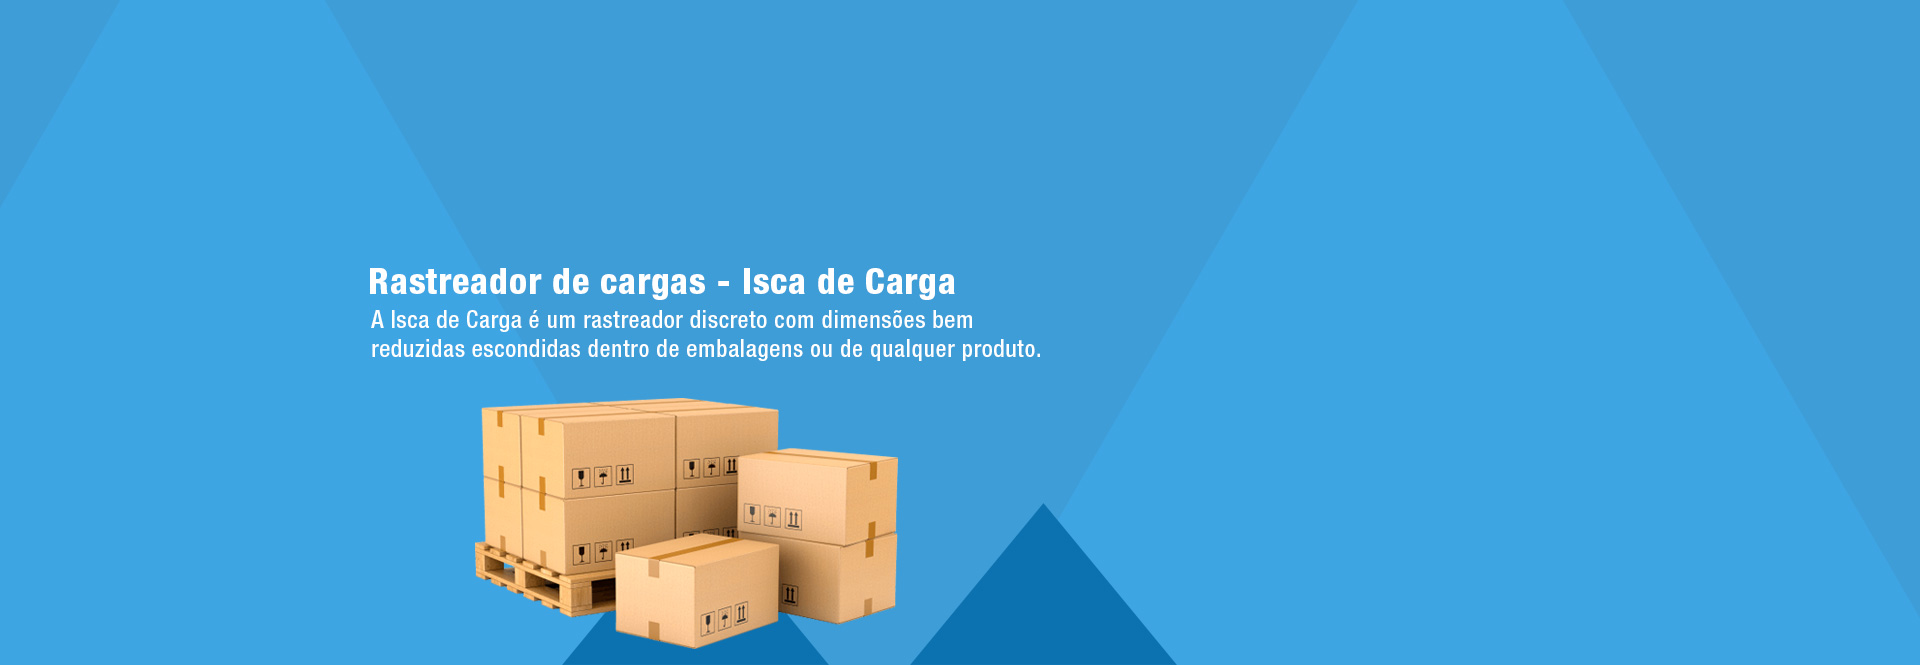 Rastreador de cargas - Isca de Carga
A Isca de Carga é um rastreador discreto com dimensões bem
reduzidas escondidas dentro de embalagens ou de qualquer produto.